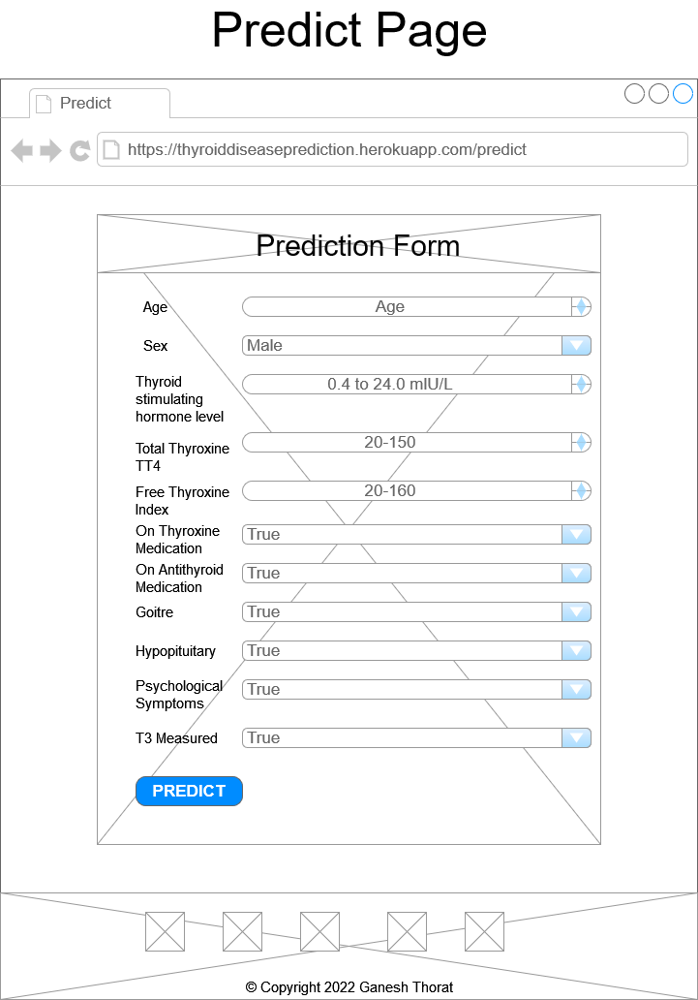 Predict Page
Predict
https://thyroiddiseaseprediction.herokuapp.com/predict
Prediction Form
Age
Age
Sex
Male
Thyroid
stimulating
hormone level
0.4 to 24.0 mIU/L
Total Thyroxine
TT4
20-150
Free Thyroxine
Index
20-160
On Thyroxine
Medication
True
On Antithyroid
Medication
True
Goitre
True
Hypopituitary
True
Psychological
Symptoms
True
T3 Measured
True
PREDICT
© Copyright 2022 Ganesh Thorat